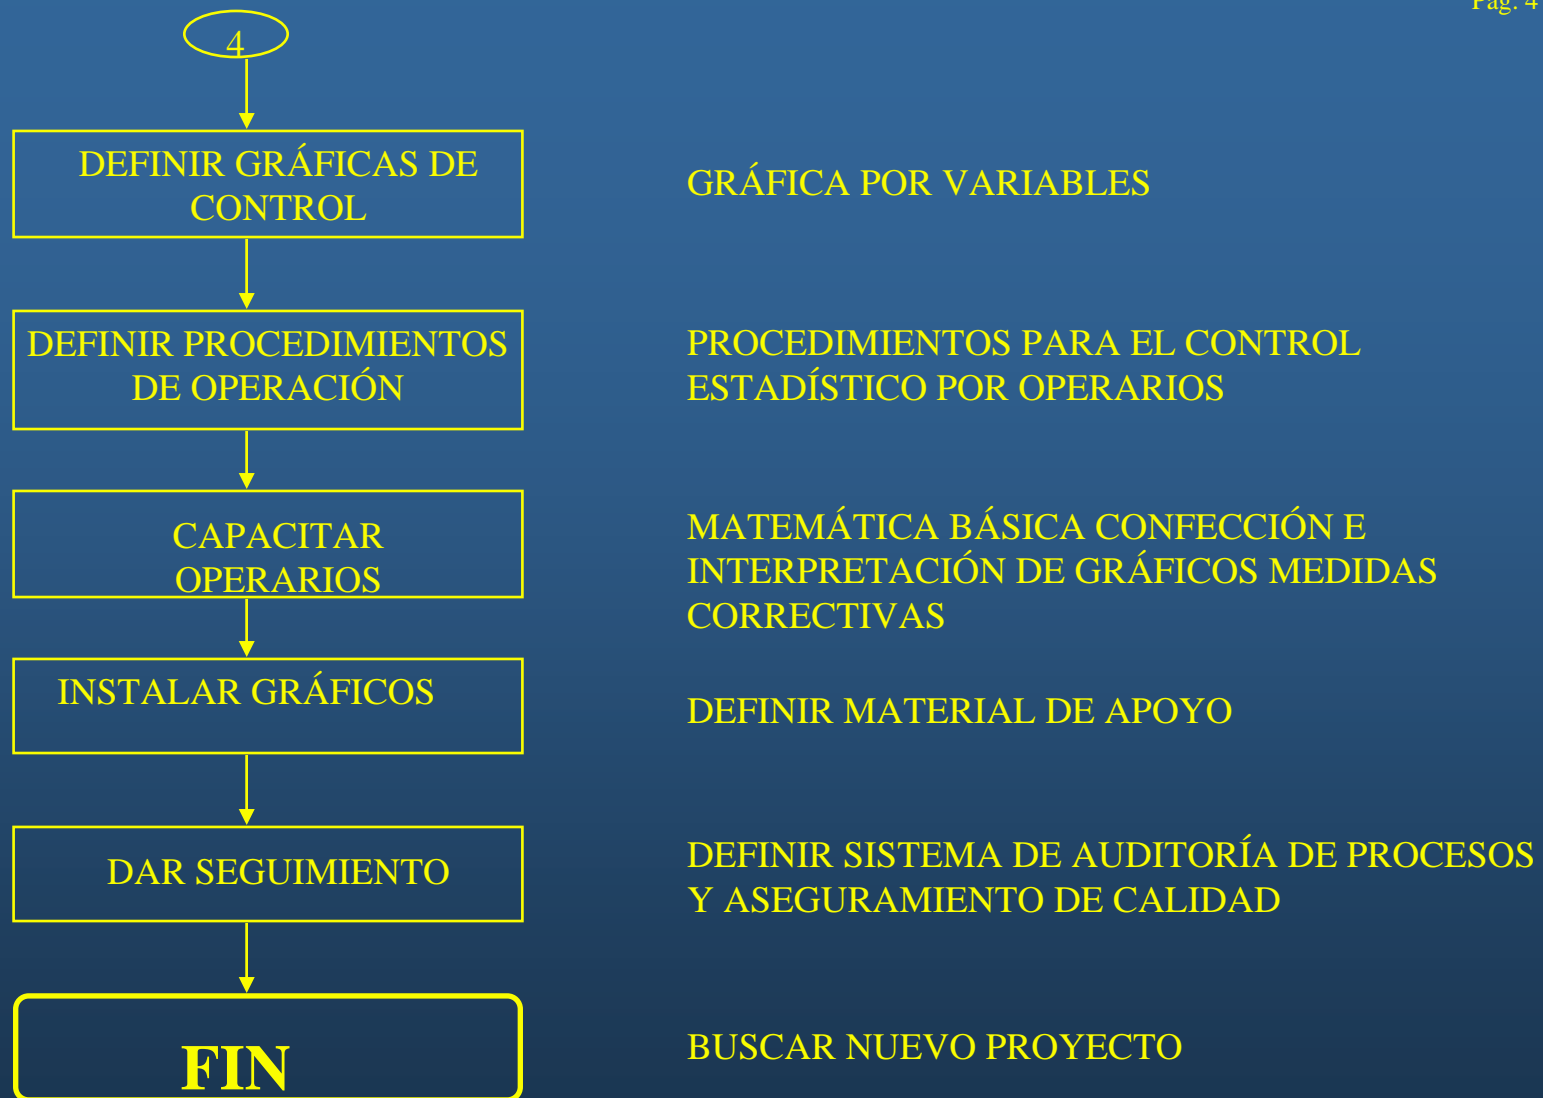 Pág. 4
4
DEFINIR GRÁFICAS DE
CONTROL
GRÁFICA POR VARIABLES
DEFINIR PROCEDIMIENTOS
DE OPERACIÓN
PROCEDIMIENTOS PARA EL CONTROL
ESTADÍSTICO POR OPERARIOS
CAPACITAR
OPERARIOS
MATEMÁTICA BÁSICA CONFECCIÓN E
INTERPRETACIÓN DE GRÁFICOS MEDIDAS
CORRECTIVAS
INSTALAR GRÁFICOS
DEFINIR MATERIAL DE APOYO
DAR SEGUIMIENTO
DEFINIR SISTEMA DE AUDITORÍA DE PROCESOS
Y ASEGURAMIENTO DE CALIDAD
FIN
BUSCAR NUEVO PROYECTO